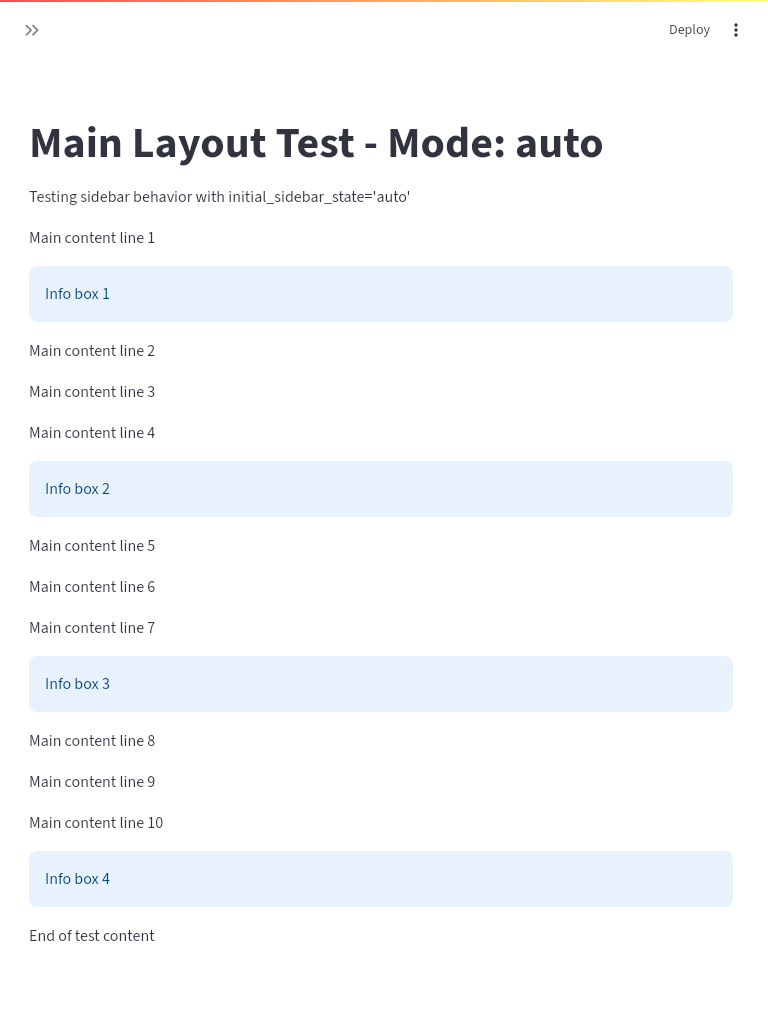 Deploy
Main Layout Test - Mode: auto
Testing sidebar behavior with initial_sidebar_state='auto'
Main content line 1
Info box 1
Main content line 2
Main content line 3
Main content line 4
Info box 2
Main content line 5
Main content line 6
Main content line 7
Info box 3
Main content line 8
Main content line 9
Main content line 10
Info box 4
End of test content